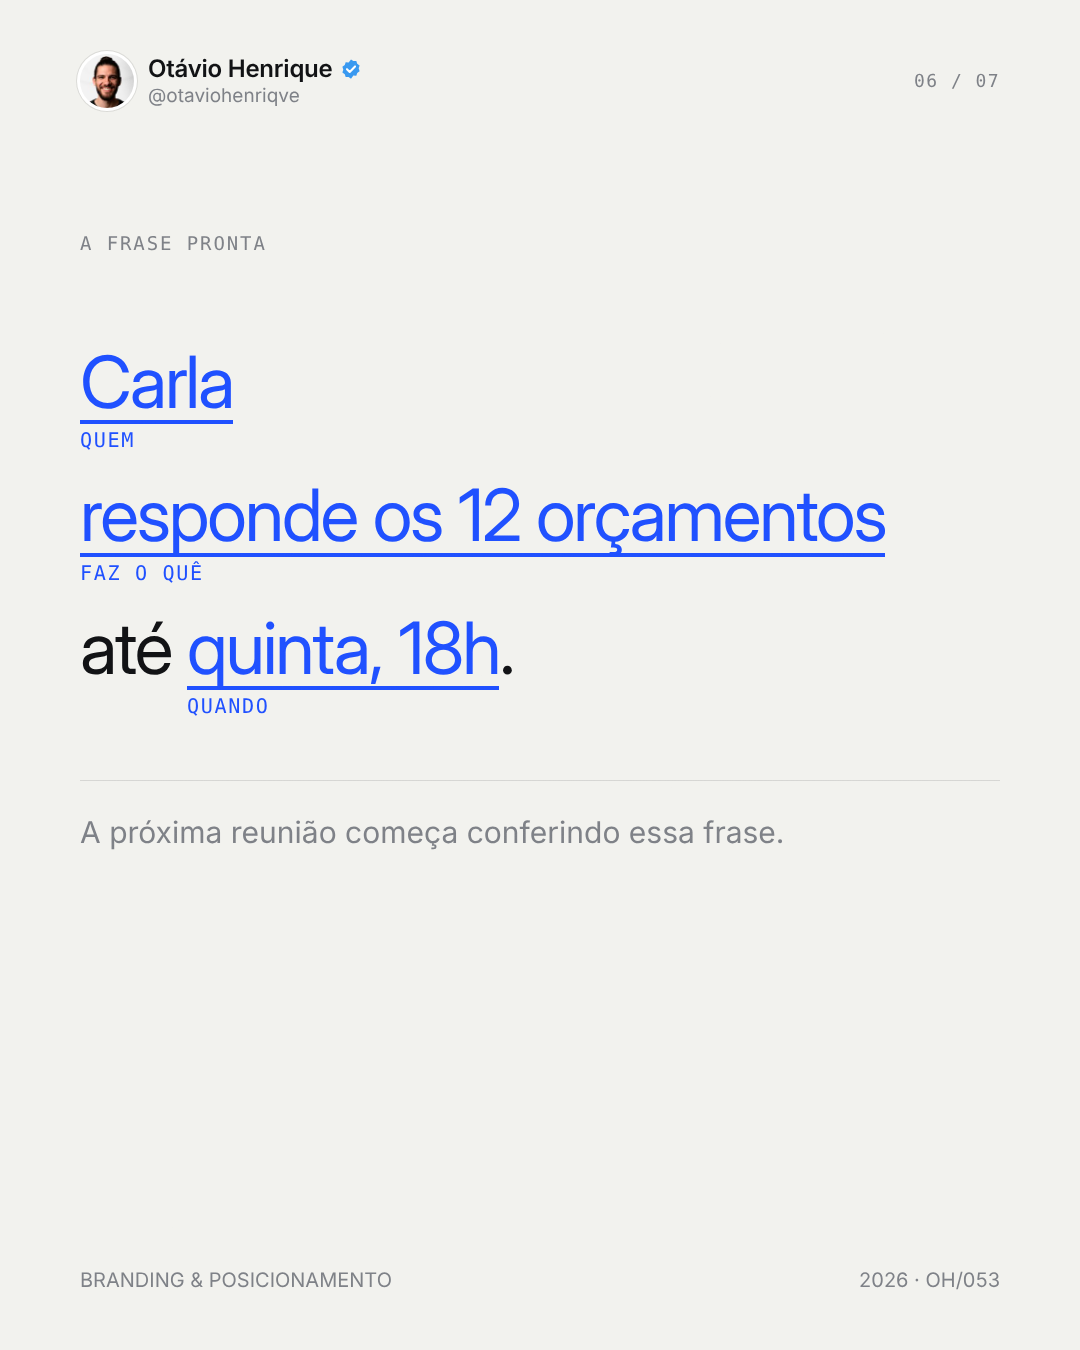 Otávio Henrique
@otaviohenriqve
06 / 07
A FRASE PRONTA
Carla
QUEM
responde os 12 orçamentos
FAZ O QUÊ
até quinta, 18h.
QUANDO
A próxima reunião começa conferindo essa frase.
BRANDING & POSICIONAMENTO
2026 · OH/053